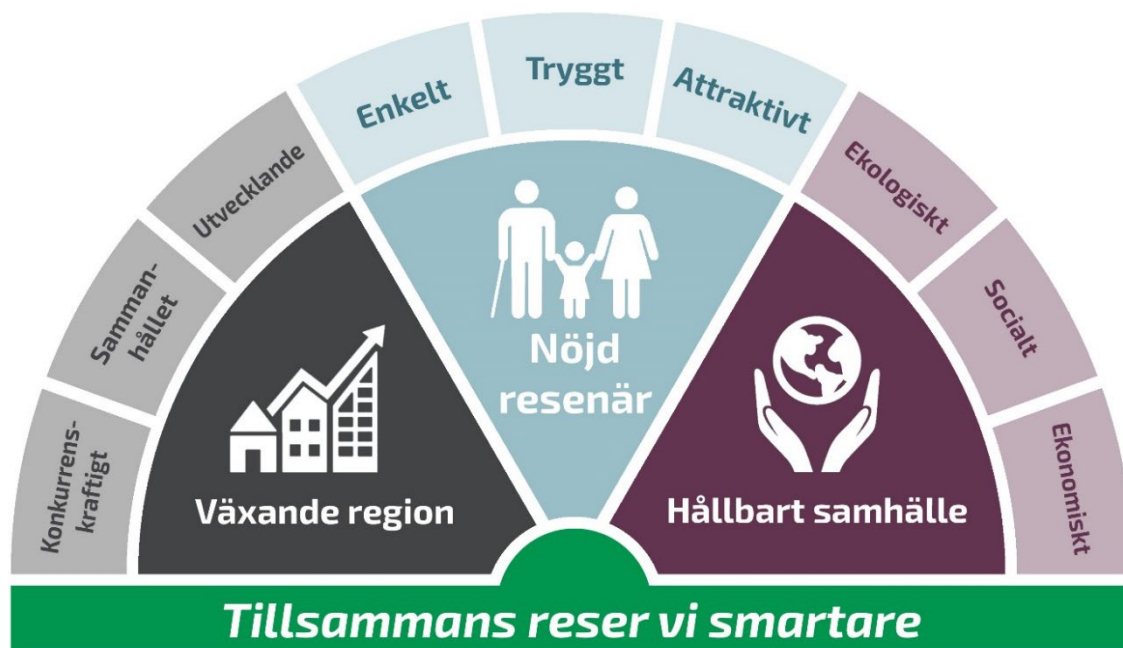 Konkurrens-
kraftigt
Samman-
hållet
Utvecklande
Enkelt
Tryggt
Attraktivt
Ekologiskt
Socialt
Ekonomiskt
Växande region
Nöjd
resenär
Hållbart samhälle
Tillsammans reser vi smartare